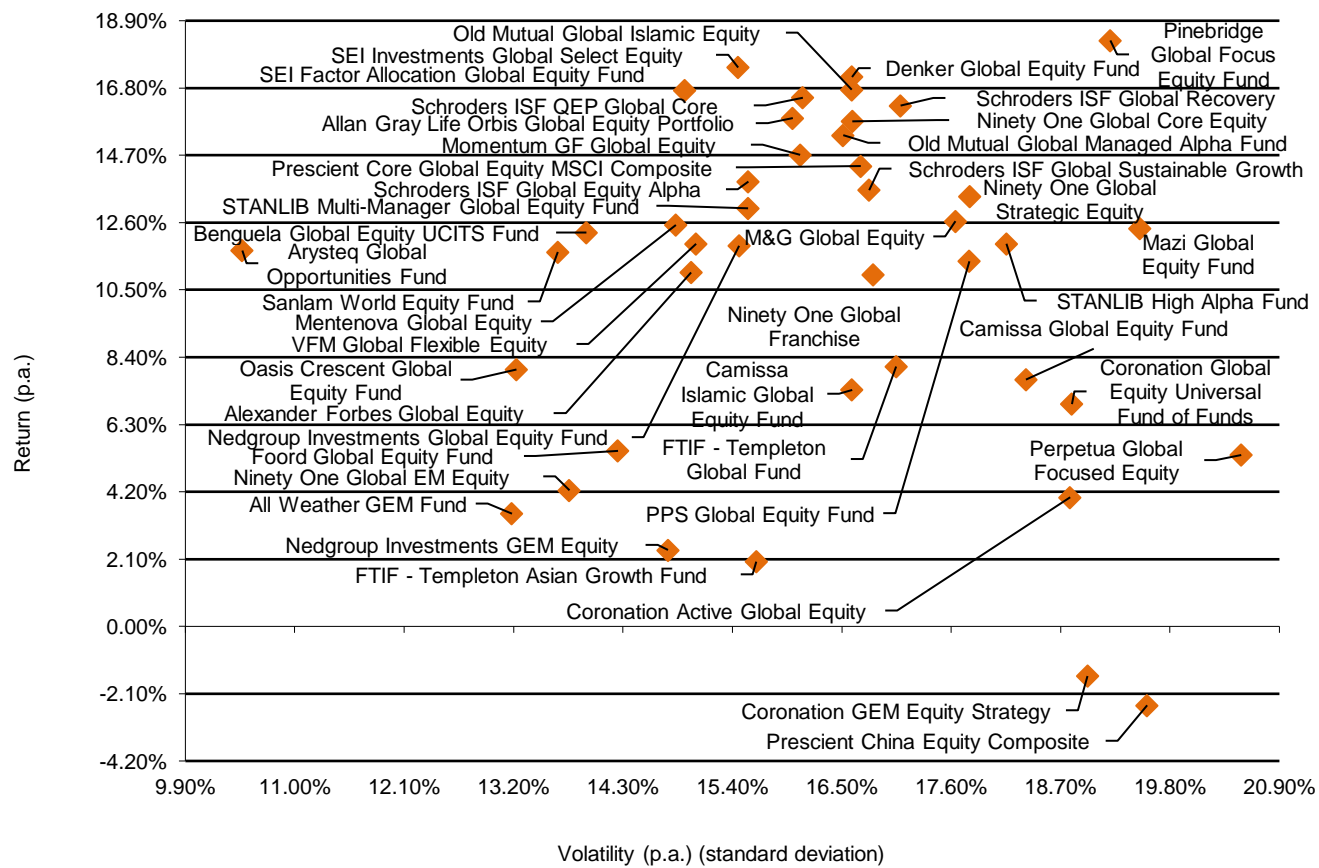 18.90%
16.80%
14.70%
12.60%
10.50%
8.40%
6.30%
4.20%
2.10%
0.00%
-2.10%
-4.20%
Return (p.a.)
Old Mutual Global Islamic Equity
SEI Investments Global Select Equity
SEI Factor Allocation Global Equity Fund
Pinebridge
Global Focus
Equity Fund
Denker Global Equity Fund
Schroders ISF QEP Global Core
Schroders ISF Global Recovery
Allan Gray Life Orbis Global Equity Portfolio
Ninety One Global Core Equity
Momentum GF Global Equity
Old Mutual Global Managed Alpha Fund
Prescient Core Global Equity MSCI Composite
Schroders ISF Global Sustainable Growth
Schroders ISF Global Equity Alpha
Ninety One Global
Strategic Equity
STANLIB Multi-Manager Global Equity Fund
Benguela Global Equity UCITS Fund
M&G Global Equity
Mazi Global
Equity Fund
Arysteq Global
Opportunities Fund
Sanlam World Equity Fund
STANLIB High Alpha Fund
Mentenova Global Equity
Ninety One Global
Franchise
Camissa Global Equity Fund
VFM Global Flexible Equity
Oasis Crescent Global
Equity Fund
Camissa
Islamic Global
Equity Fund
Coronation Global
Equity Universal
Fund of Funds
Alexander Forbes Global Equity
Nedgroup Investments Global Equity Fund
Foord Global Equity Fund
FTIF - Templeton
Global Fund
Perpetua Global
Focused Equity
Ninety One Global EM Equity
All Weather GEM Fund
PPS Global Equity Fund
Nedgroup Investments GEM Equity
FTIF - Templeton Asian Growth Fund
Coronation Active Global Equity
Coronation GEM Equity Strategy
Prescient China Equity Composite
9.90% 11.00% 12.10% 13.20% 14.30% 15.40% 16.50% 17.60% 18.70% 19.80% 20.90%
Volatility (p.a.) (standard deviation)